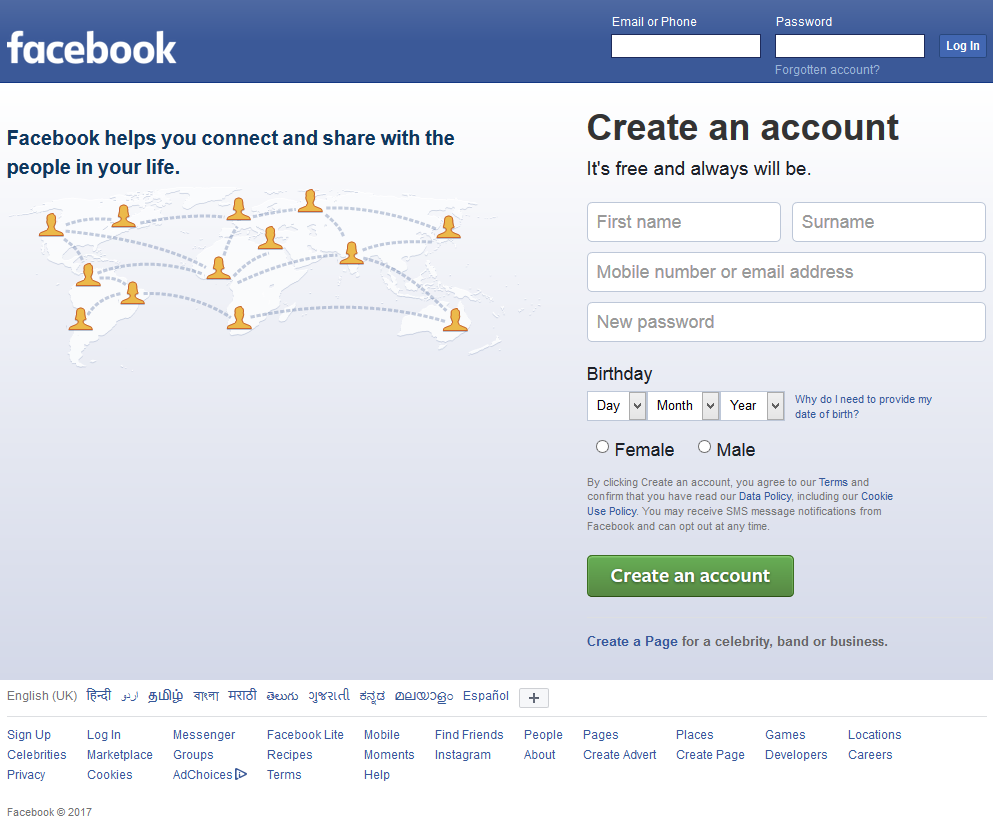 facebook
Email or Phone
Password
Log In
Forgotten account?
Facebook helps you connect and share with the
people in your life.
Create an account
It's free and always will be.
First name
Surname
Mobile number or email address
New password
Birthday
Day Month Year
Why do I need to provide my
date of birth?
Female Male
By clicking Create an account, you agree to our Terms and
confirm that you have read our Data Policy, including our Cookie
Use Policy. You may receive SMS message notifications from
Facebook and can opt out at any time.
Create an account
Create a Page for a celebrity, band or business.
English (UK) हिन्दी اردو தமிழ் বাংলা मराठी తెలుగు ગુજરાતી ಕನ್ನಡ മലയാളം Español +
Sign Up Log In Messenger Facebook Lite Mobile Find Friends People Pages Places Games Locations
Celebrities Marketplace Groups Recipes Moments Instagram About Create Advert Create Page Developers Careers
Privacy Cookies AdChoices Terms Help
Facebook © 2017